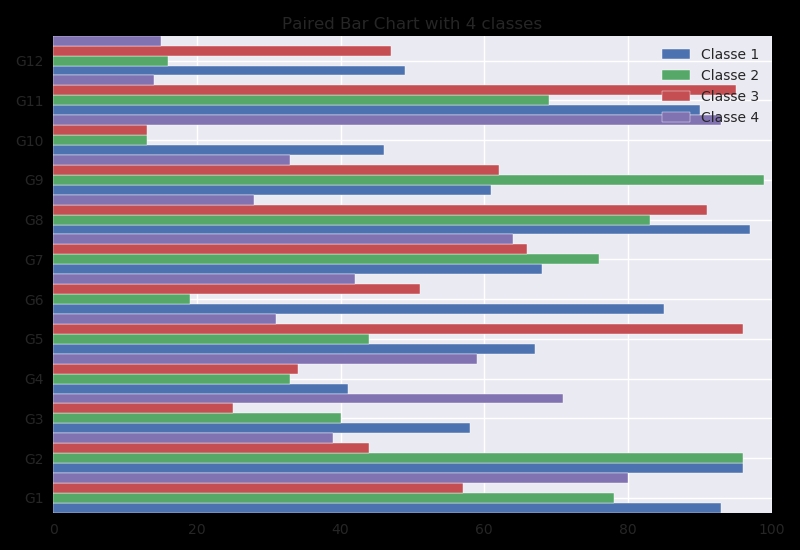 Paired Bar Chart with 4 classes
Classe 1
Classe 2
Classe 3
Classe 4
G12
G11
G10
G9
G8
G7
G6
G5
G4
G3
G2
G1
0 20 40 60 80 100